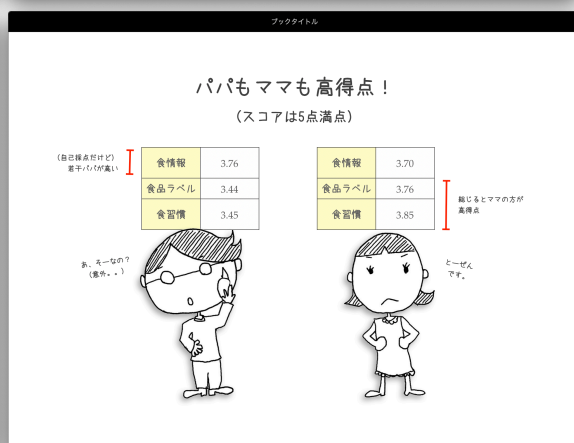 ブックタイトル
パパもママも高得点！
（スコアは5点満点）
（自己採点だけど）
若干パパが高い
食情報 3.76
食品ラベル 3.44
食習慣 3.45
食情報 3.70
食品ラベル 3.76
食習慣 3.85
総じるとママの方が
高得点
あ、そーなの？
（意外。。）
とーぜん
です。